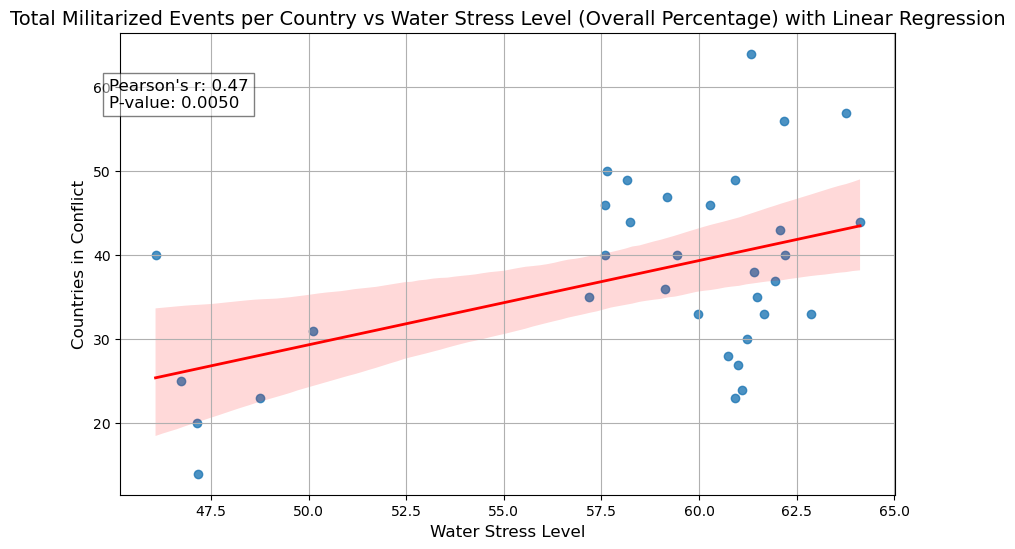 Total Militarized Events per Country vs Water Stress Level (Overall Percentage) with Linear Regression
Pearson's r: 0.47
P-value: 0.0050
60
50
40
30
20
Countries in Conflict
47.5 50.0 52.5 55.0 57.5 60.0 62.5 65.0
Water Stress Level